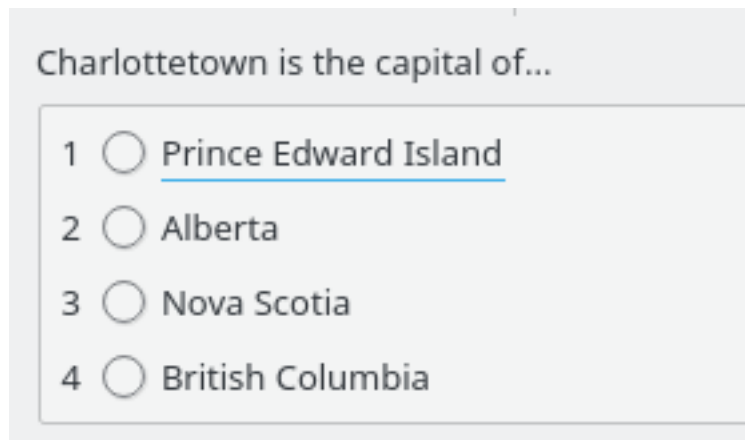 Charlottetown is the capital of...
1 Prince Edward Island
2 Alberta
3 Nova Scotia
4 British Columbia